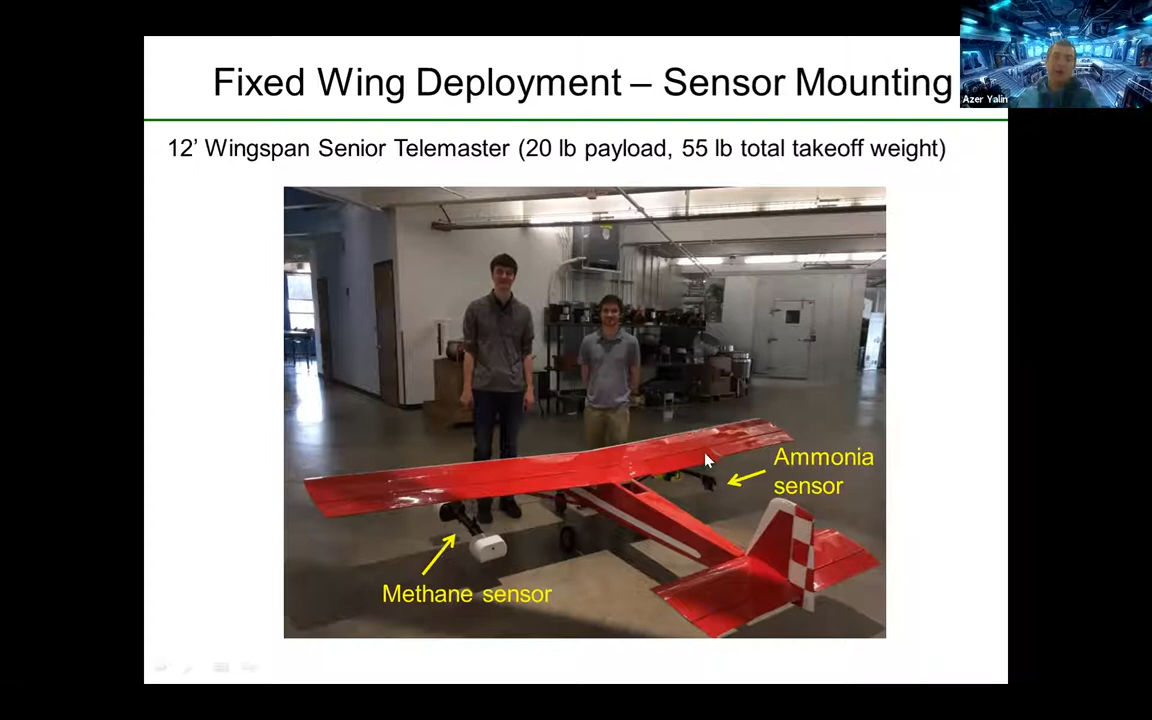 Fixed Wing Deployment – Sensor Mounting
Azer Yalin
12’ Wingspan Senior Telemaster (20 lb payload, 55 lb total takeoff weight)
Ammonia
sensor
Methane sensor